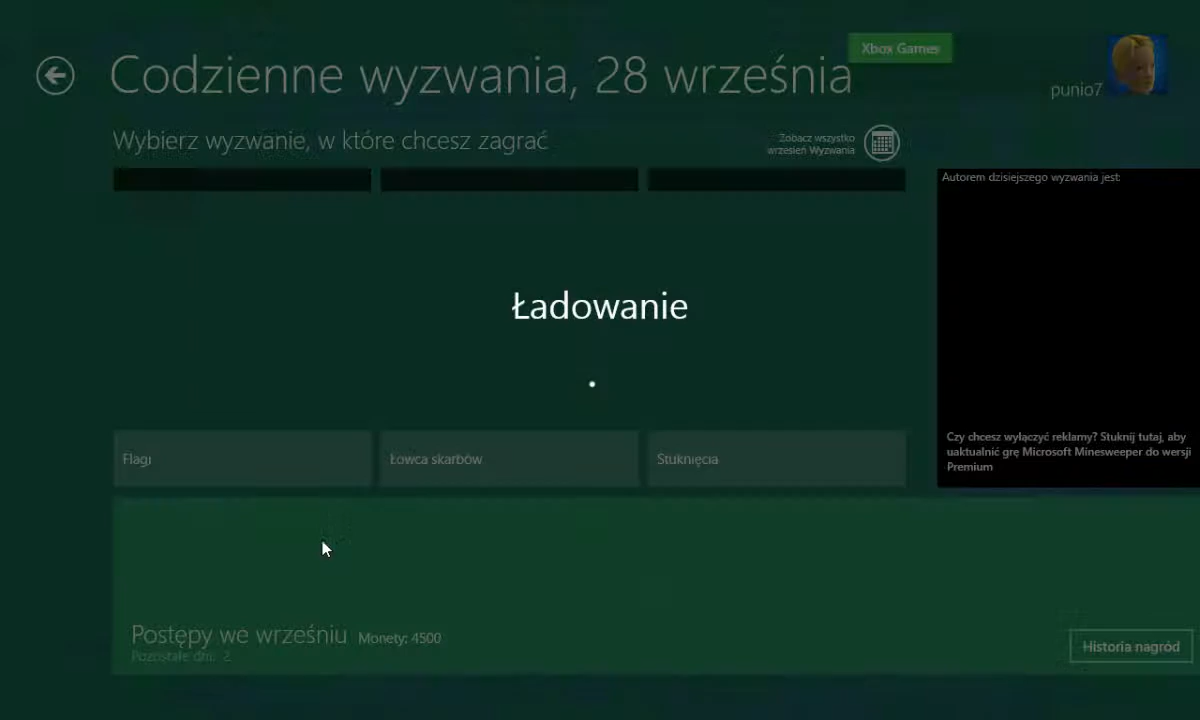 Xbox Games
Codzienne wyzwania, 28 września
punio7
Wybierz wyzwanie, w które chcesz zagrać
Zobacz wszystko
wrzesień Wyzwania
Autorem dzisiejszego wyzwania jest:
Ładowanie
Czy chcesz wyłączyć reklamy? Stuknij tutaj, aby
uaktualnić grę Microsoft Minesweeper do wersji
Premium
Flagi
Łowca skarbów
Stuknięcia
Postępy we wrześniu Monety: 4500
Pozostałe dni: 2
Historia nagród